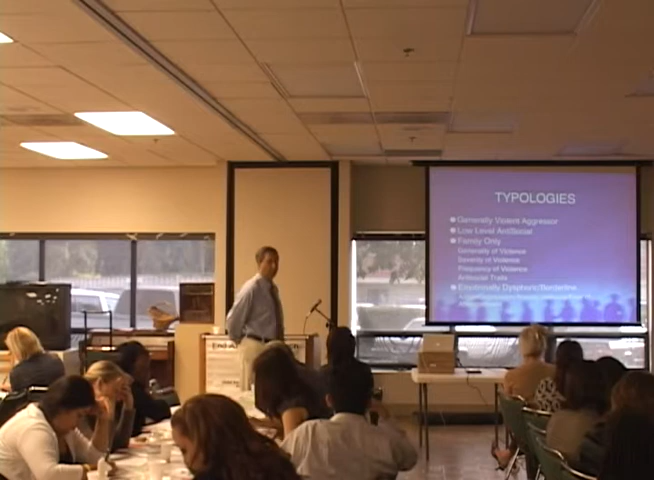 TYPOLOGIES
Generally Violent Aggressor
Low Level AntiSocial
Family Only
Generality of Violence
Severity of Violence
Frequency of Violence
Antisocial Traits
Emotionally Dysphoric/Borderline